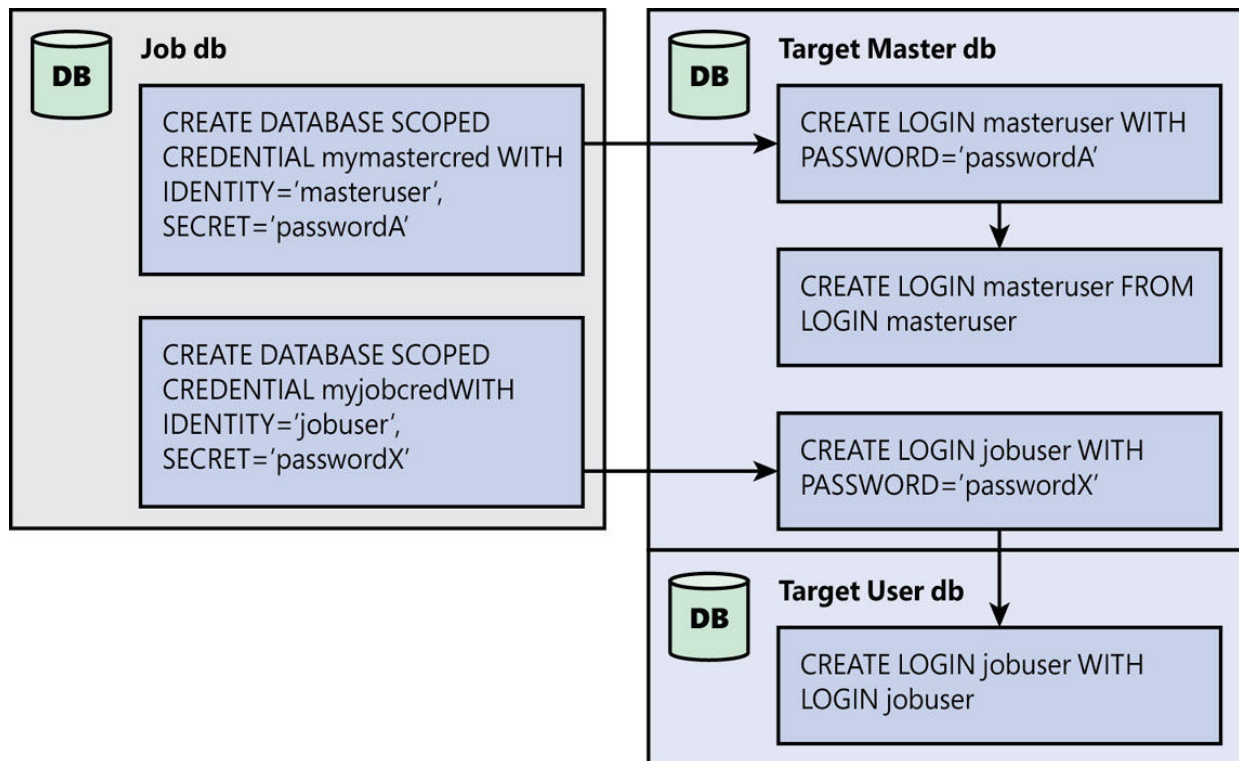 DB
Job db
CREATE DATABASE SCOPED
CREDENTIAL mymastercred WITH
IDENTITY=’masteruser’,
SECRET=’passwordA’
CREATE DATABASE SCOPED
CREDENTIAL myjobcredWITH
IDENTITY=’jobuser’,
SECRET=’passwordX’
DB
Target Master db
CREATE LOGIN masteruser WITH
PASSWORD=’passwordA’
CREATE LOGIN masteruser FROM
LOGIN masteruser
CREATE LOGIN jobuser WITH
PASSWORD=’passwordX’
DB
Target User db
CREATE LOGIN jobuser WITH
LOGIN jobuser